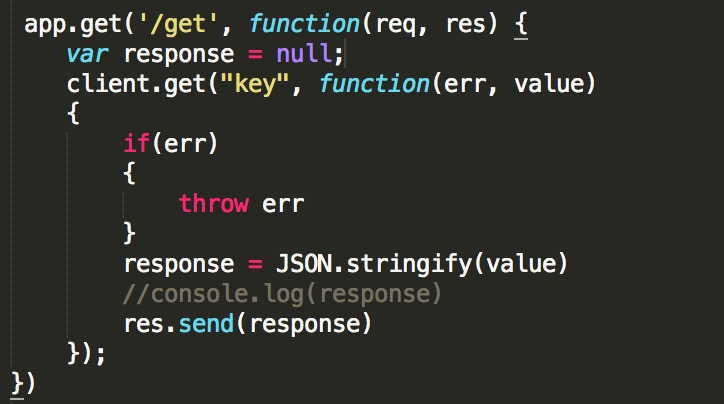 app.get('/get', function(req, res) {
var response = null;
client.get("key", function(err, value)
{
if(err)
{
throw err
}
response = JSON.stringify(value)
//console.log(response)
res.send(response)
});
})